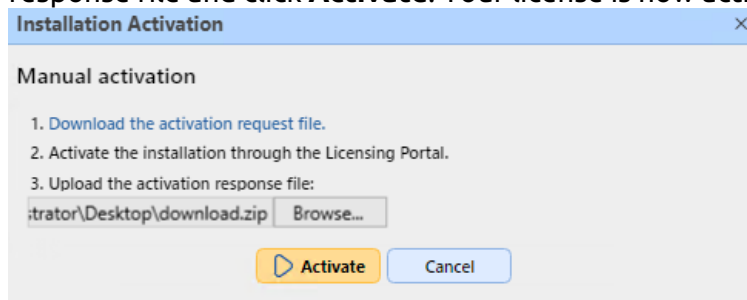 Installation Activation
Manual activation
1. Download the activation request file.
2. Activate the installation through the Licensing Portal.
3. Upload the activation response file:
strator\Desktop\download.zip Browse...
Activate Cancel